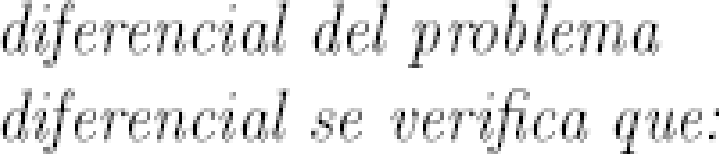 diferencial del problema
diferencial se verifica que: